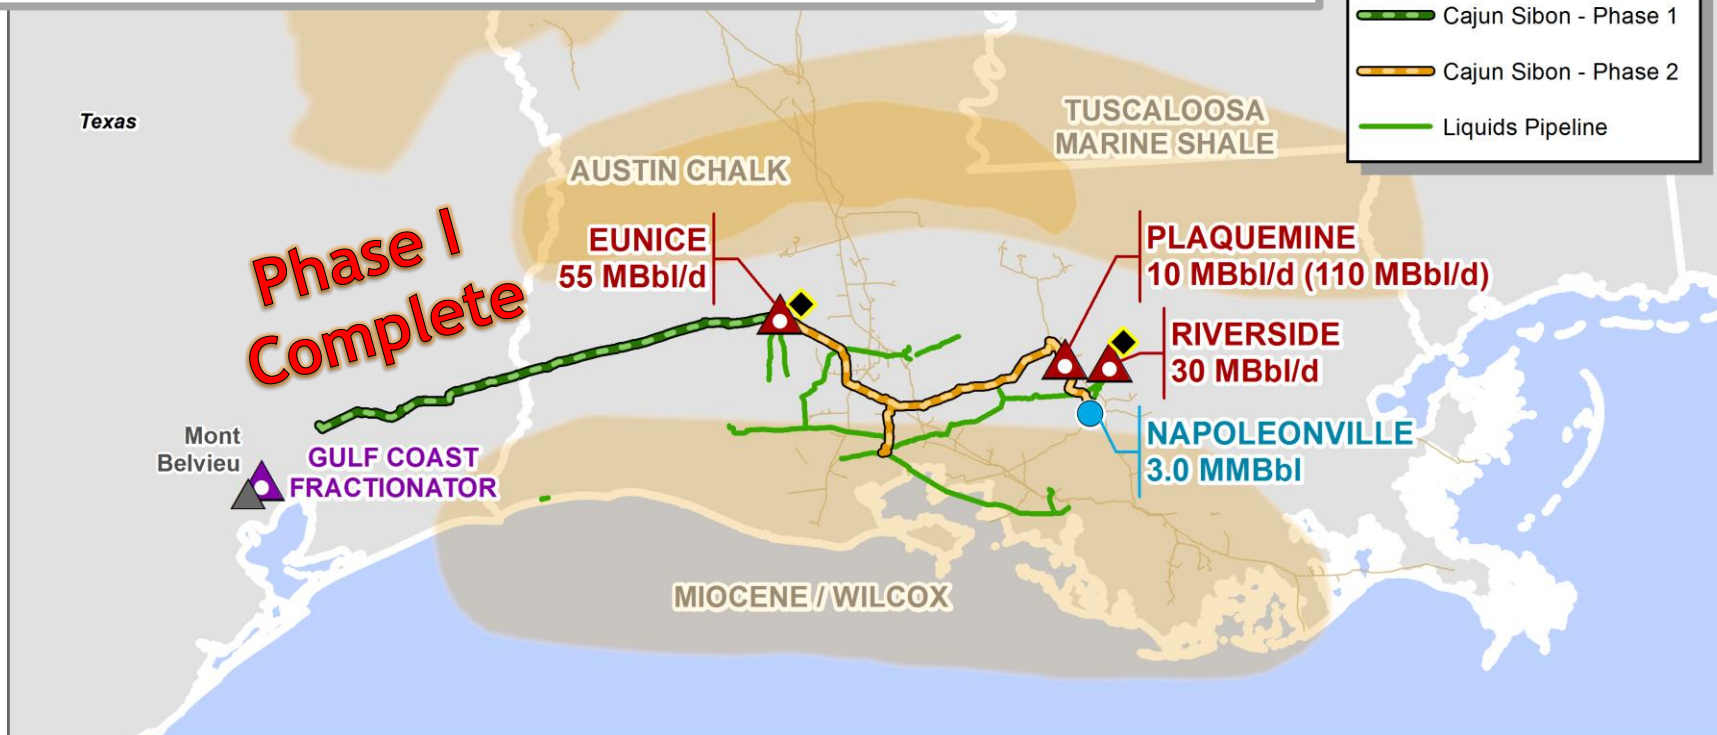 Cajun Sibon - Phase 1
Cajun Sibon - Phase 2
Liquids Pipeline
Texas
TUSCALOOSA
MARINE SHALE
AUSTIN CHALK
Phase I
Complete
EUNICE
55 MBbl/d
PLAQUEMINE
10 MBbl/d (110 MBbl/d)
RIVERSIDE
30 MBbl/d
NAPOLEONVILLE
3.0 MMBbl
Mont
Belvieu
GULF COAST
FRACTIONATOR
MIOCENE / WILCOX